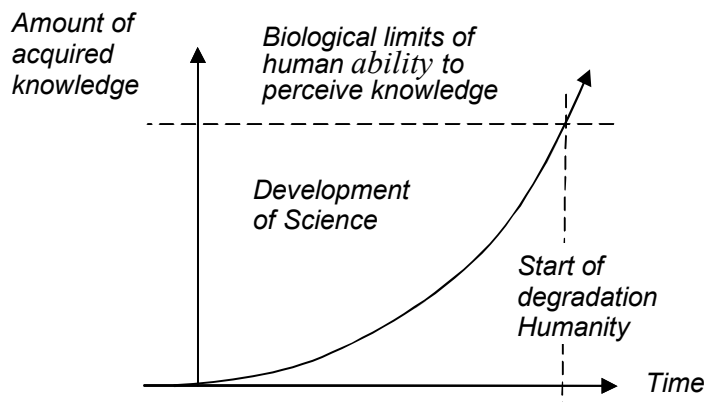 Amount of
acquired
knowledge
Biological limits of
human ability to
perceive knowledge
Development
of Science
Start of
degradation
Humanity
Time